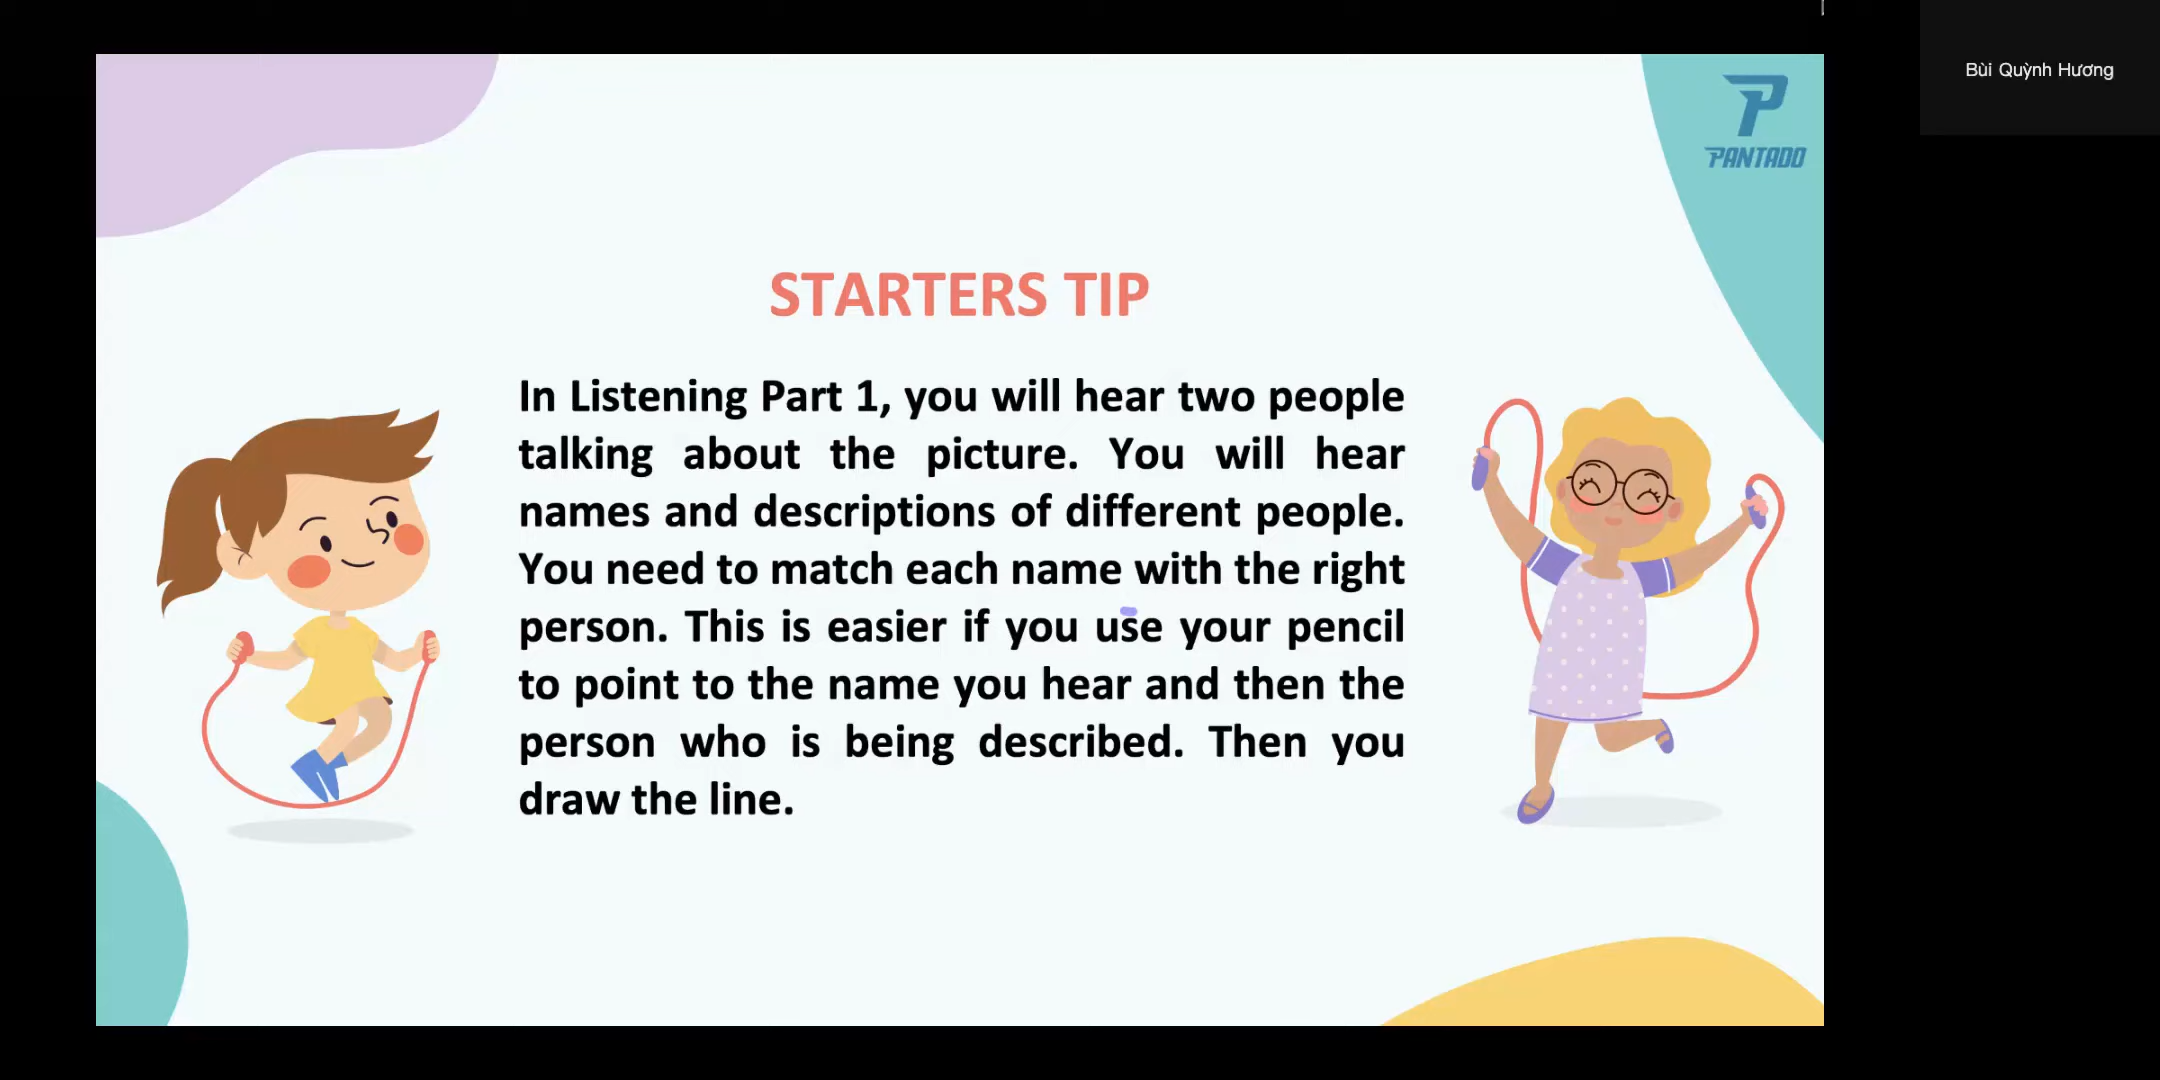 Bùi Quỳnh Hương
PANTADO
STARTERS TIP
In Listening Part 1, you will hear two people
talking about the picture. You will hear
names and descriptions of different people.
You need to match each name with the right
person. This is easier if you use your pencil
to point to the name you hear and then the
person who is being described. Then you
draw the line.